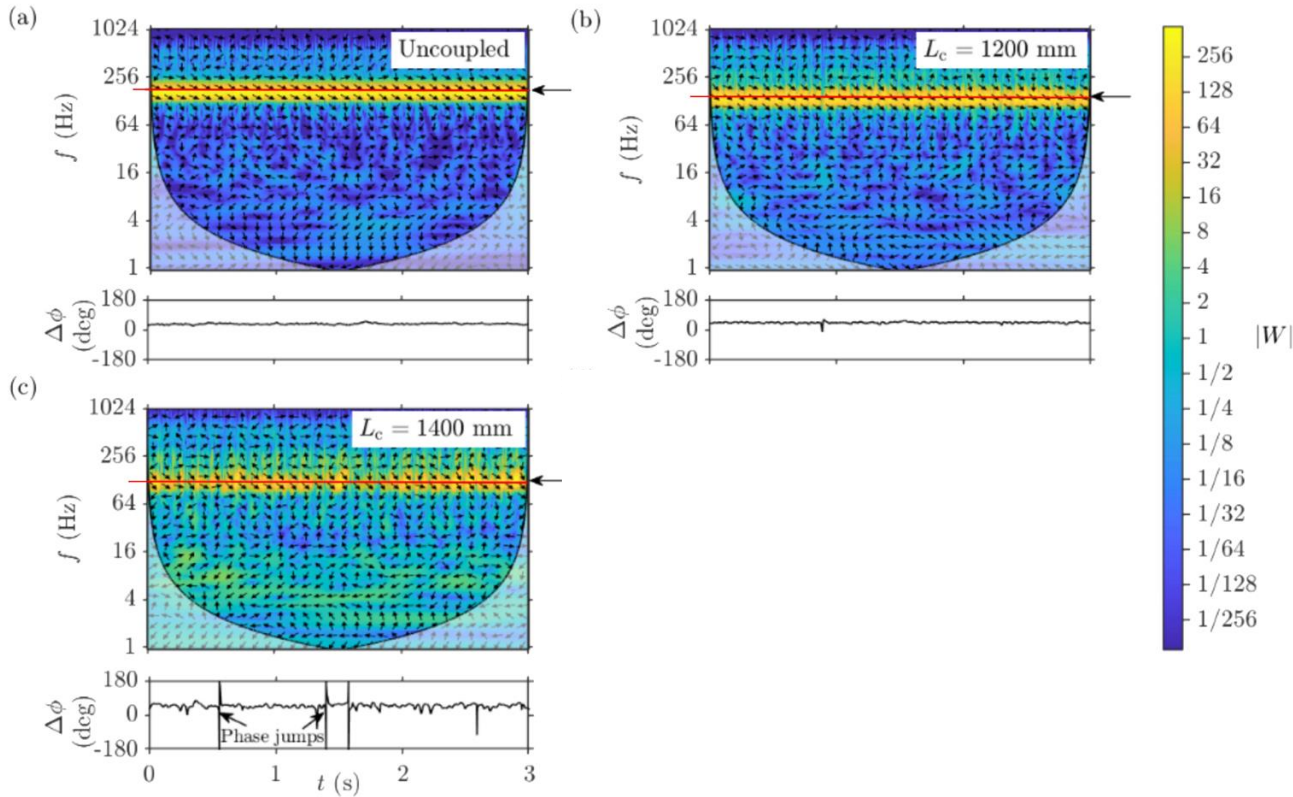 (a)
1024
256
64
16
4
1
f (Hz)
Uncoupled
180
0
-180
Δϕ
(deg)
(b)
1024
256
64
16
4
1
f (Hz)
L_c = 1200 mm
180
0
-180
Δϕ
(deg)
256
128
64
32
16
8
4
2
1
1/2
1/4
1/8
1/16
1/32
1/64
1/128
1/256
|W|
(c)
1024
256
64
16
4
1
f (Hz)
L_c = 1400 mm
180
0
-180
Δϕ
(deg)
Phase jumps
0 1 2 3
t (s)